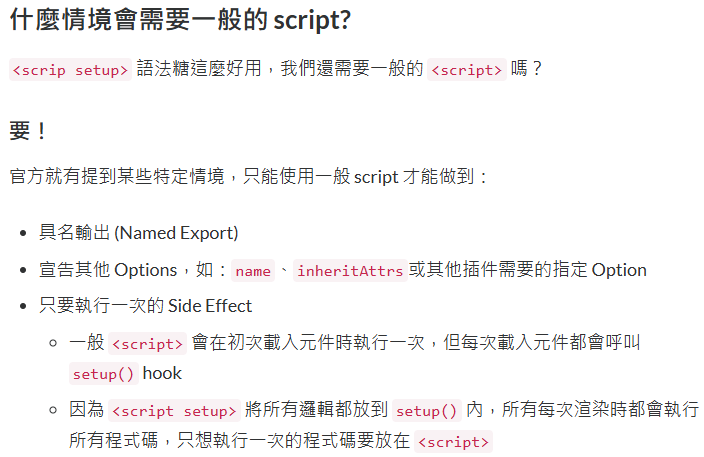 什麼情境會需要一般的 script?
<scrip setup> 語法糖這麼好用，我們還需要一般的 <script> 嗎？
要！
官方就有提到某些特定情境，只能使用一般 script 才能做到：
• 具名輸出 (Named Export)
• 宣告其他 Options，如：name、inheritAttrs 或其他插件需要的指定 Option
• 只要執行一次的 Side Effect
○ 一般 <script> 會在初次載入元件時執行一次，但每次載入元件都會呼叫
setup() hook
○ 因為 <script setup> 將所有邏輯都放到 setup() 內，所有每次渲染時都會執行
所有程式碼，只想執行一次的程式碼要放在 <script>